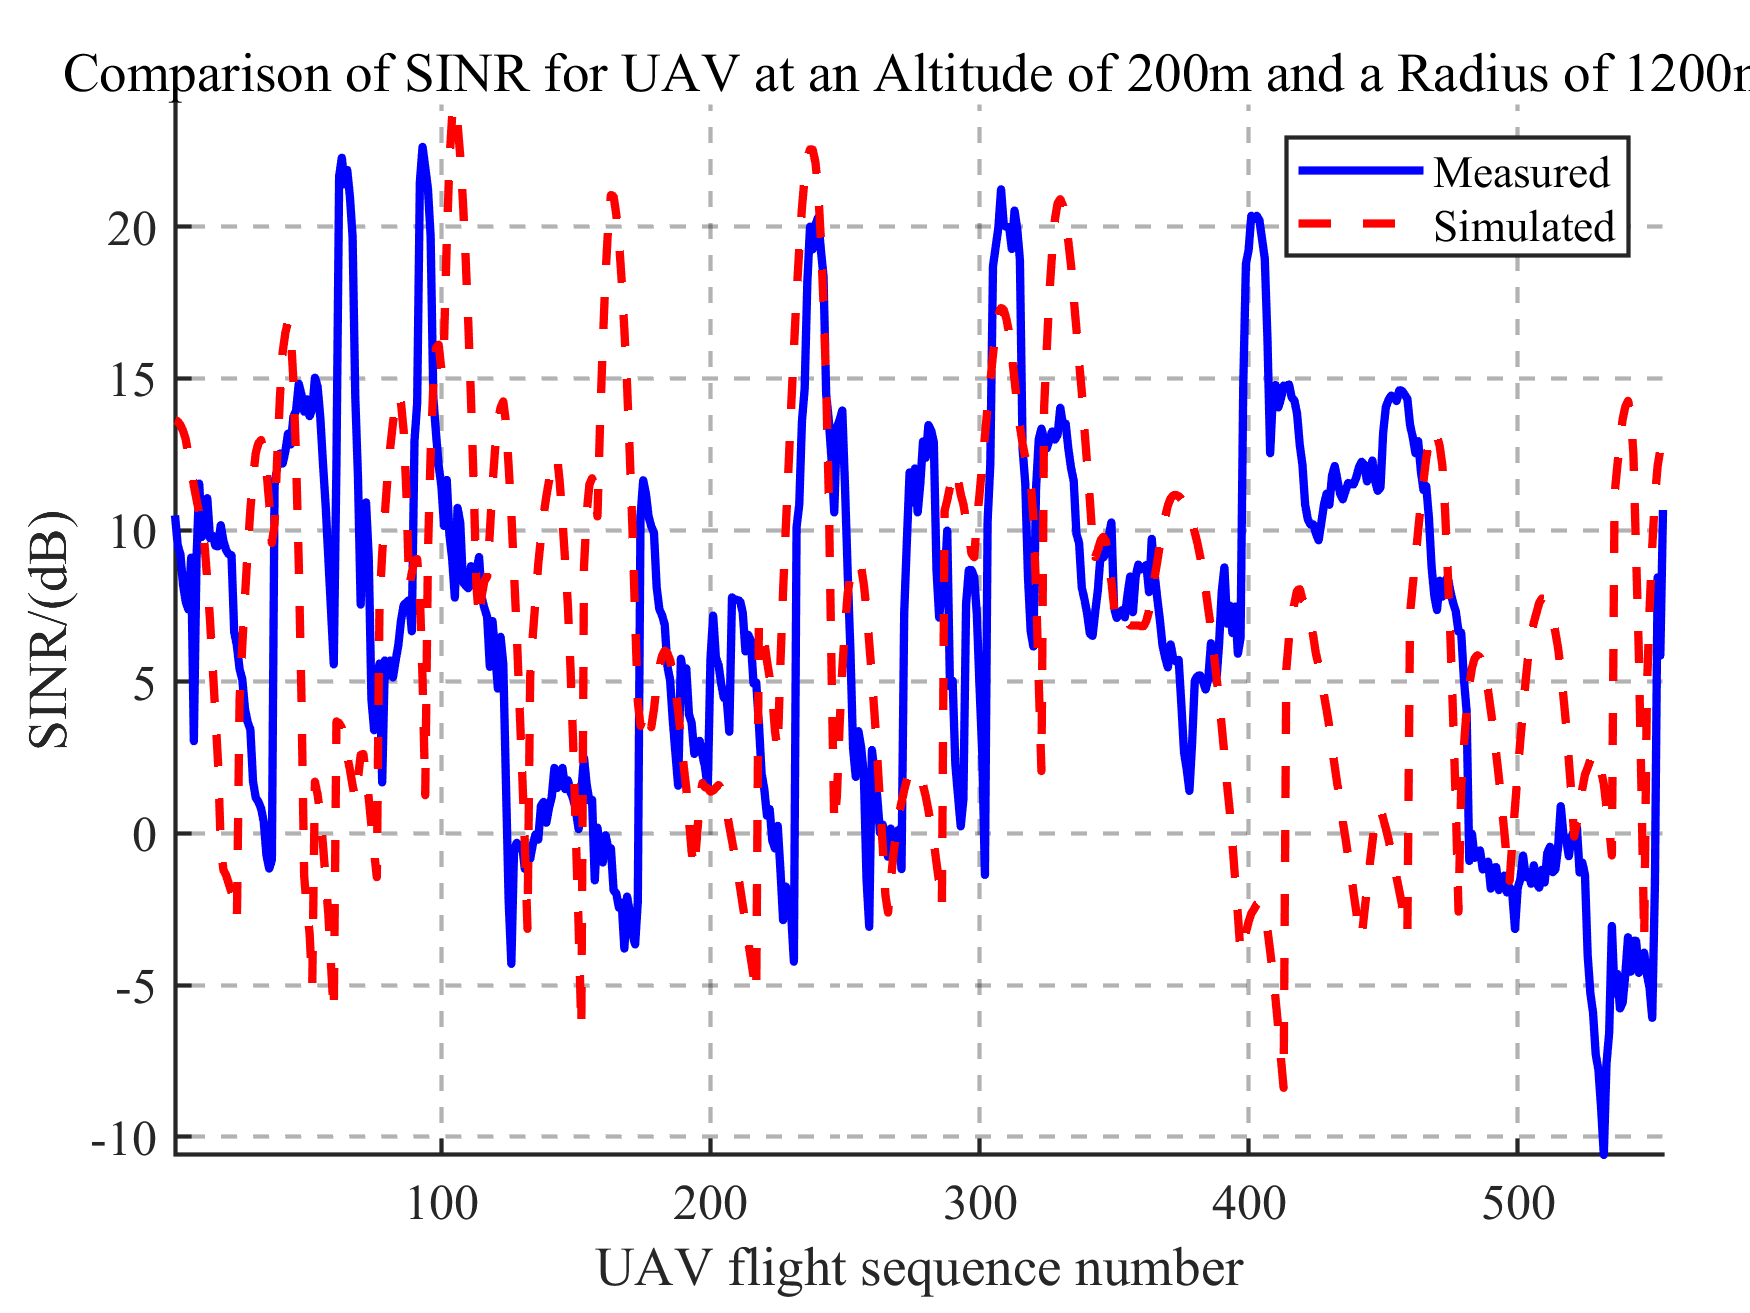 Comparison of SINR for UAV at an Altitude of 200m and a Radius of 1200m
Measured
Simulated
SINR/(dB)
20
15
10
5
0
-5
-10
100 200 300 400 500
UAV flight sequence number